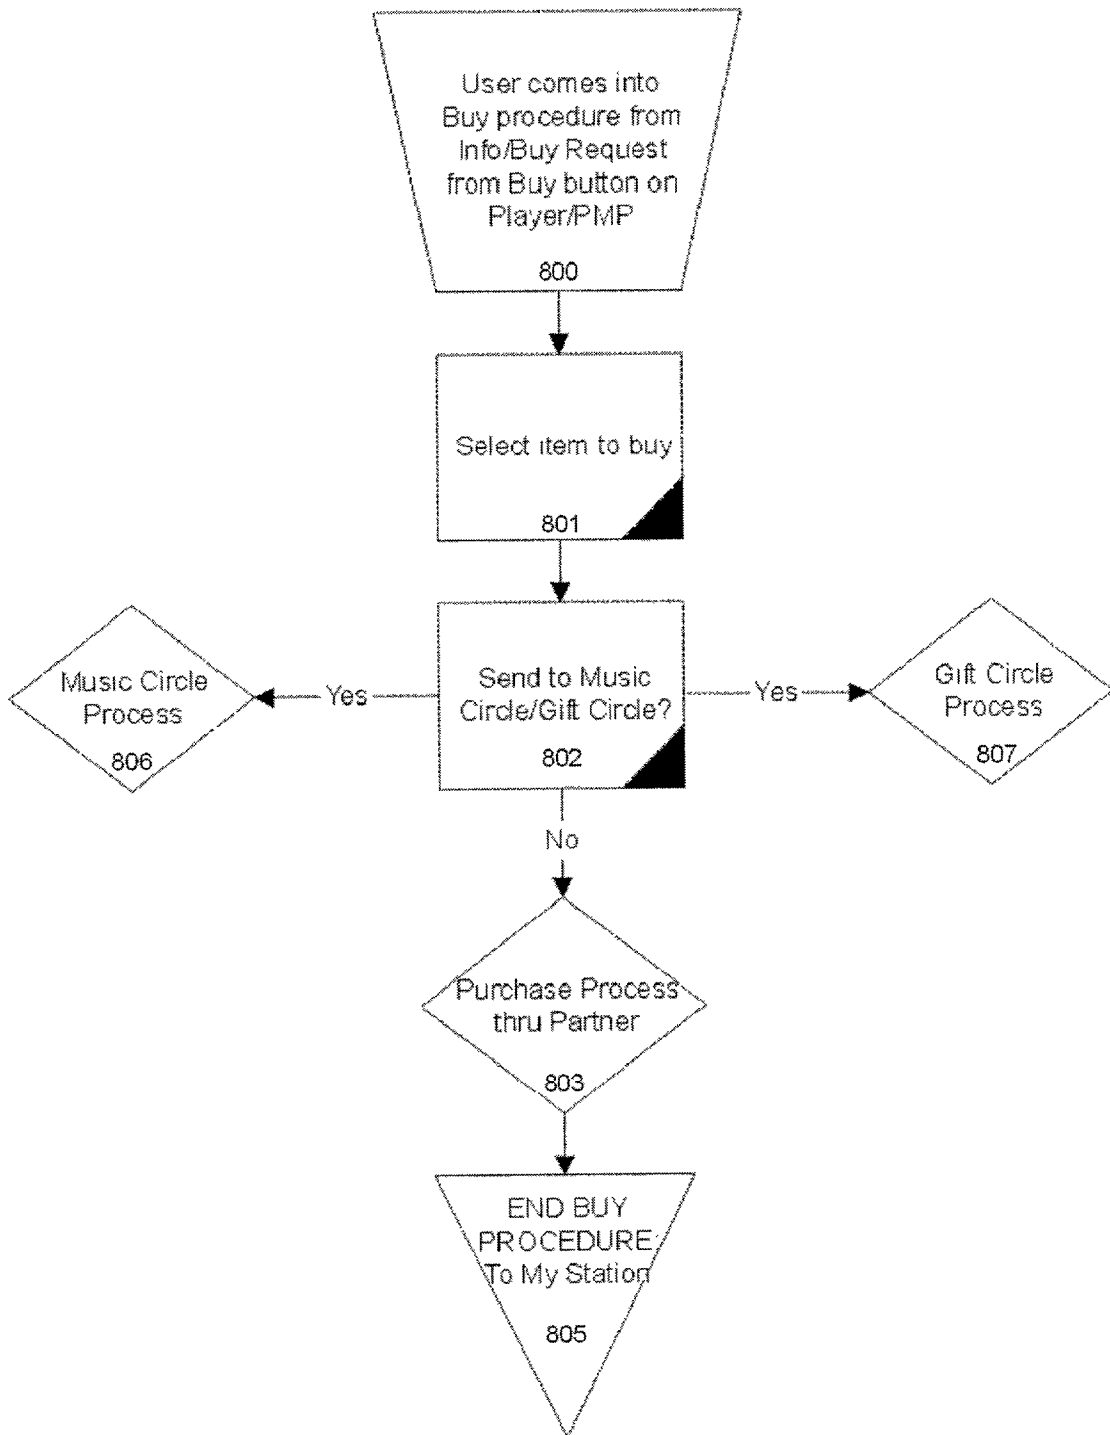 User comes into
Buy procedure from
Info/Buy Request
from Buy button on
Player/PMP
800
Select item to buy
801
Send to Music
Circle/Gift Circle?
802
Yes
Music Circle
Process
806
Yes
Gift Circle
Process
807
No
Purchase Process
thru Partner
803
END BUY
PROCEDURE
To My Station
805